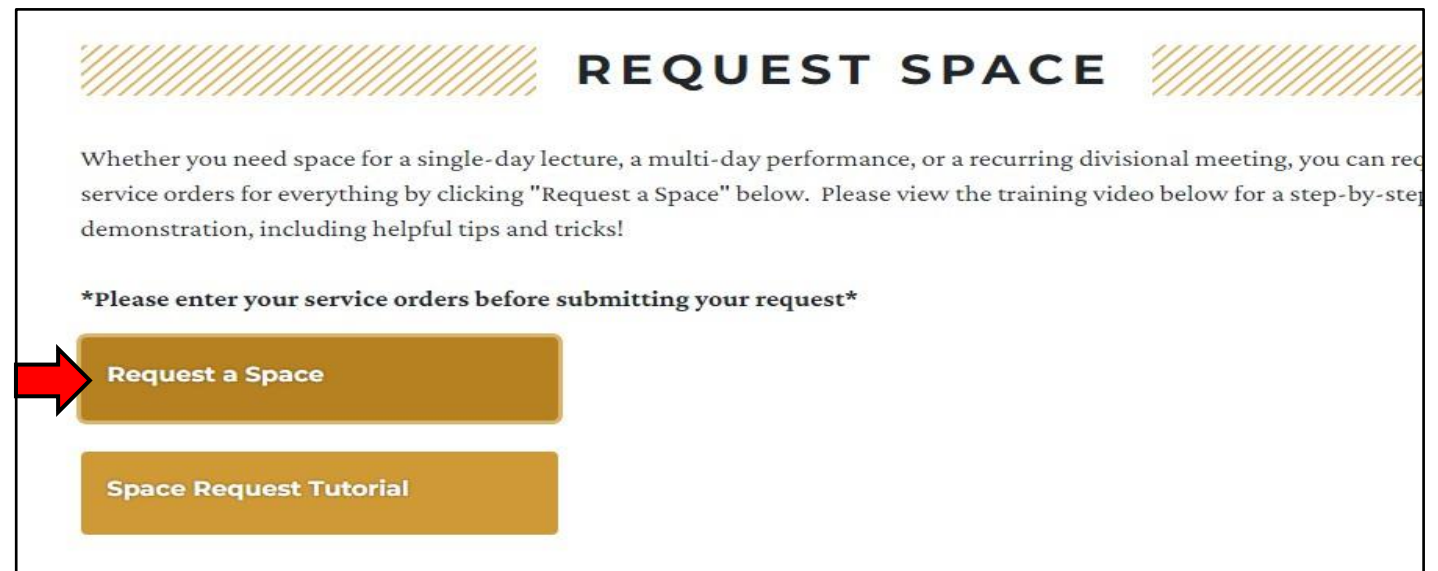 REQUEST SPACE
Whether you need space for a single-day lecture, a multi-day performance, or a recurring divisional meeting, you can
service orders for everything by clicking "Request a Space" below. Please view the training video below for a step-by-step
demonstration, including helpful tips and tricks!
*Please enter your service orders before submitting your request*
Request a Space
Space Request Tutorial